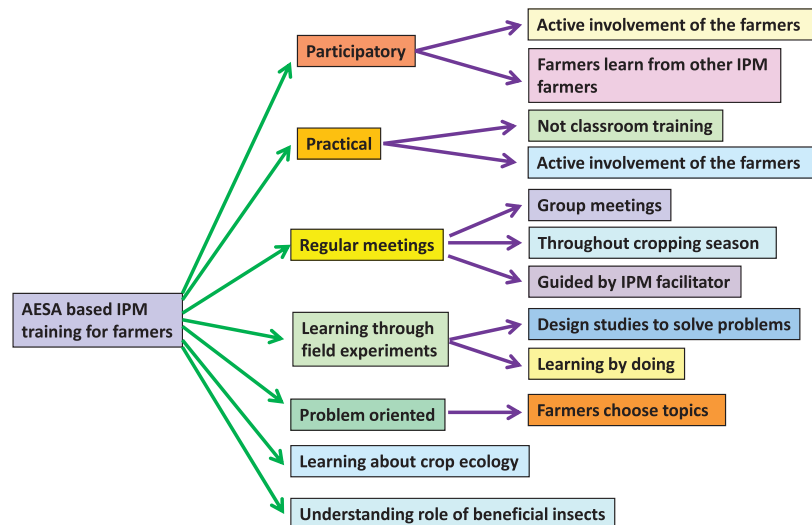 Participatory
Active involvement of the farmers
Farmers learn from other IPM
farmers
Practical
Not classroom training
Active involvement of the farmers
Regular meetings
Group meetings
Throughout cropping season
Guided by IPM facilitator
AESA based IPM
training for farmers
Learning through
field experiments
Design studies to solve problems
Learning by doing
Problem oriented
Farmers choose topics
Learning about crop ecology
Understanding role of beneficial insects